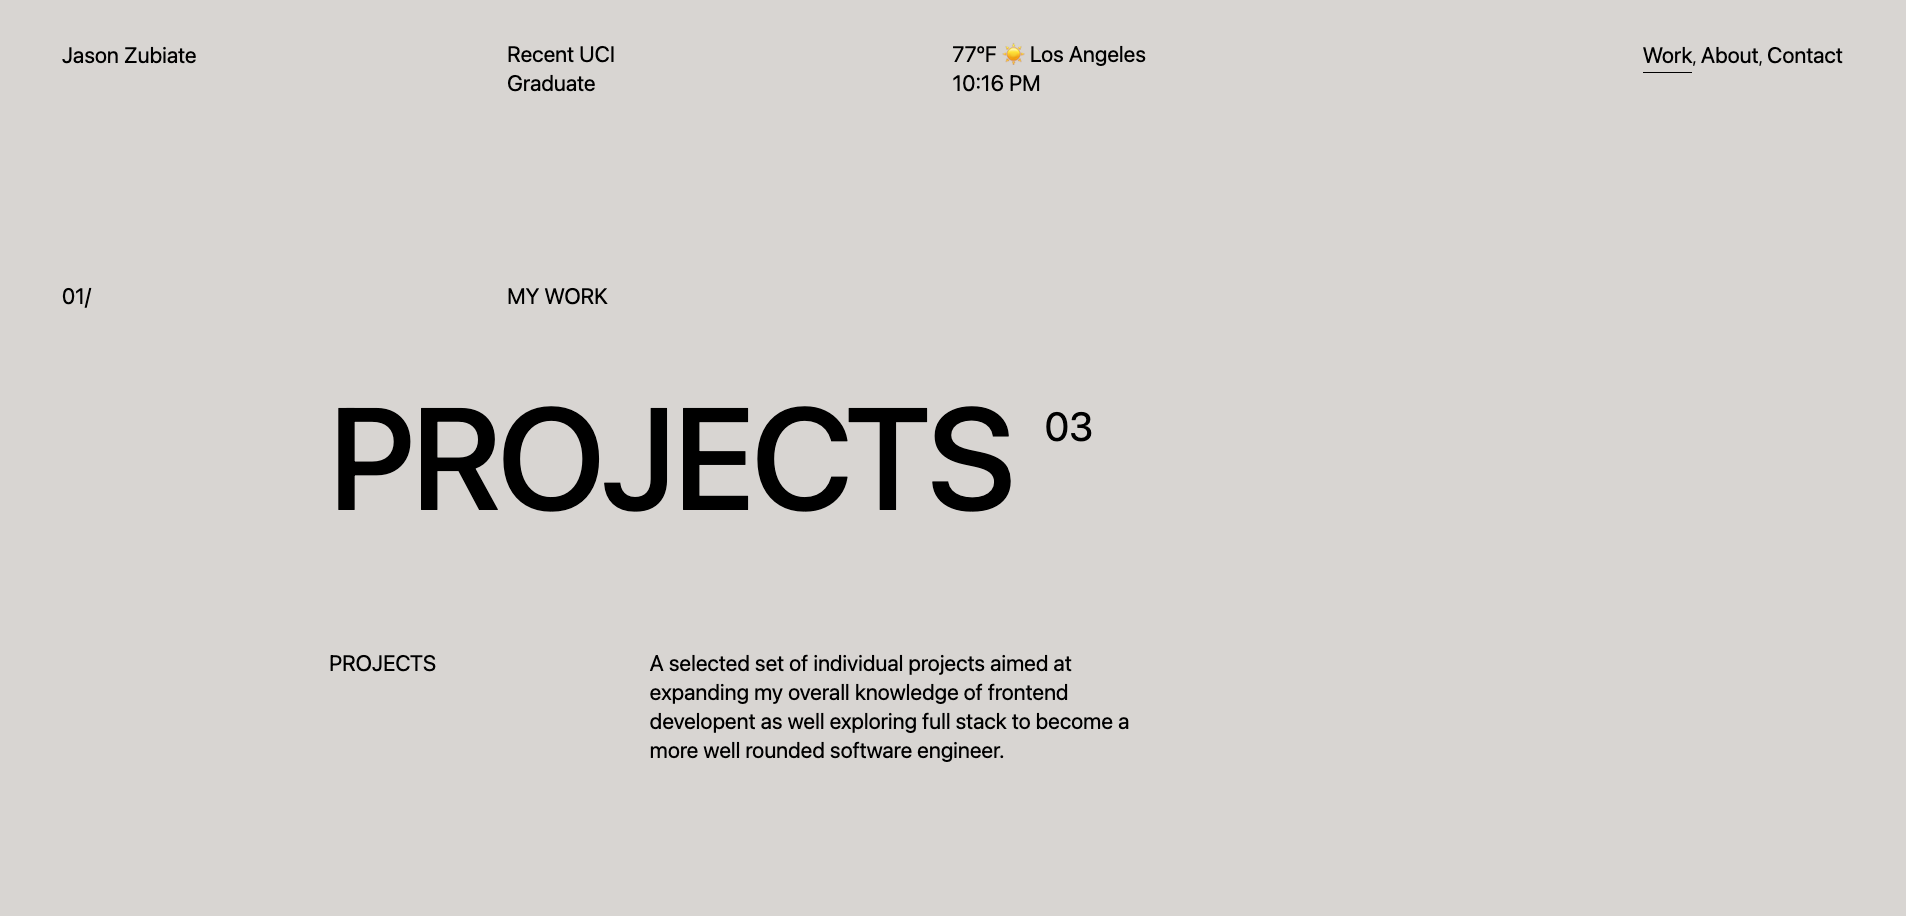 Jason Zubiate
Recent UCI
Graduate
77°F ☀️ Los Angeles
10:16 PM
Work, About, Contact
01/
MY WORK
PROJECTS 03
PROJECTS
A selected set of individual projects aimed at
expanding my overall knowledge of frontend
developent as well exploring full stack to become a
more well rounded software engineer.